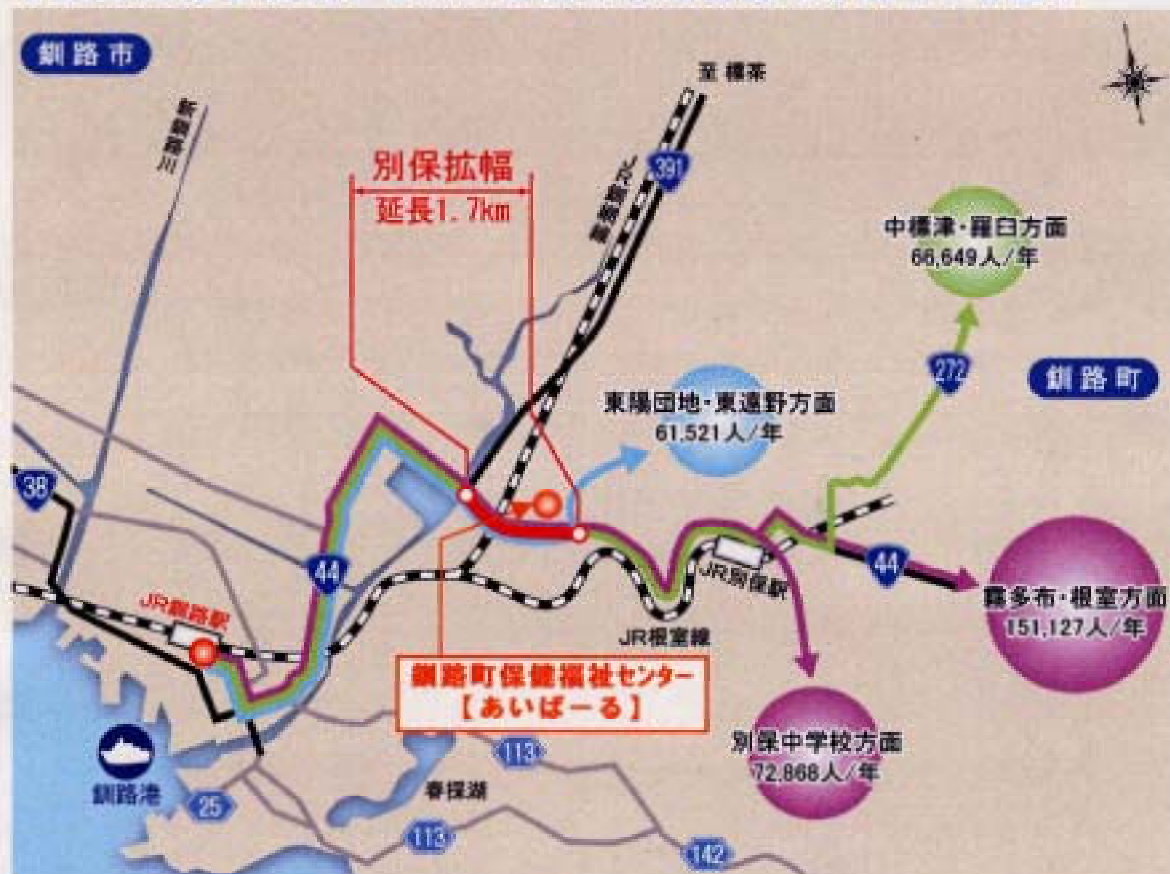 釧路市
新釧路川
至 標茶
391
別保拡幅
延長1.7km
中標津・羅臼方面
66,649人/年
272
釧路町
東陽団地・東遠野方面
61,521人/年
38
44
JR別保駅
44
霧多布・根室方面
151,127人/年
JR釧路駅
JR根室線
釧路町保健福祉センター
【あいぱーる】
別保中学校方面
72,868人/年
釧路港
25
113
春採湖
113
142